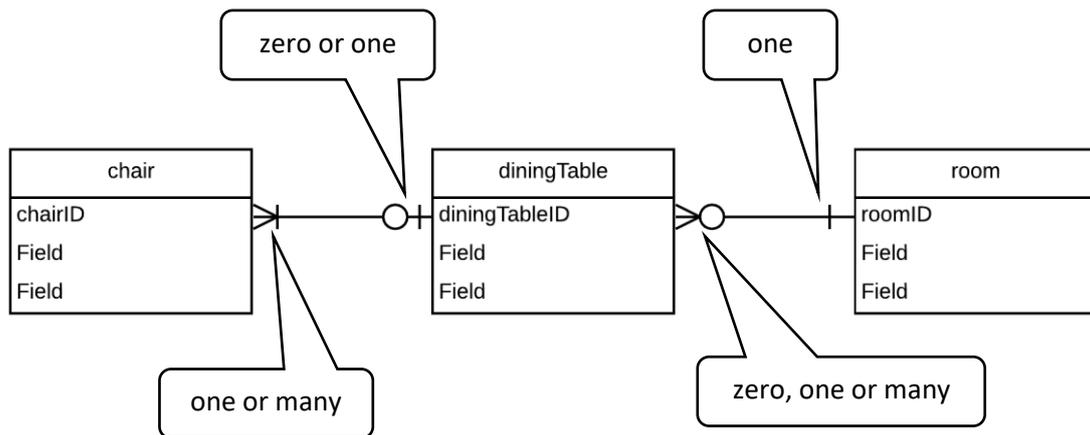 zero or one
one
chair
diningTable
room
chairID
diningTableID
roomID
Field
Field
Field
Field
Field
Field
one or many
zero, one or many